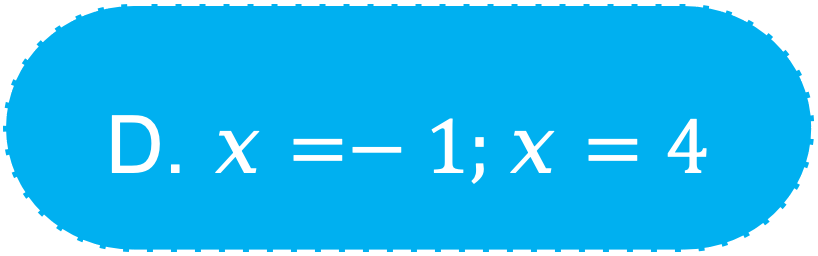 D. x =− 1; x = 4